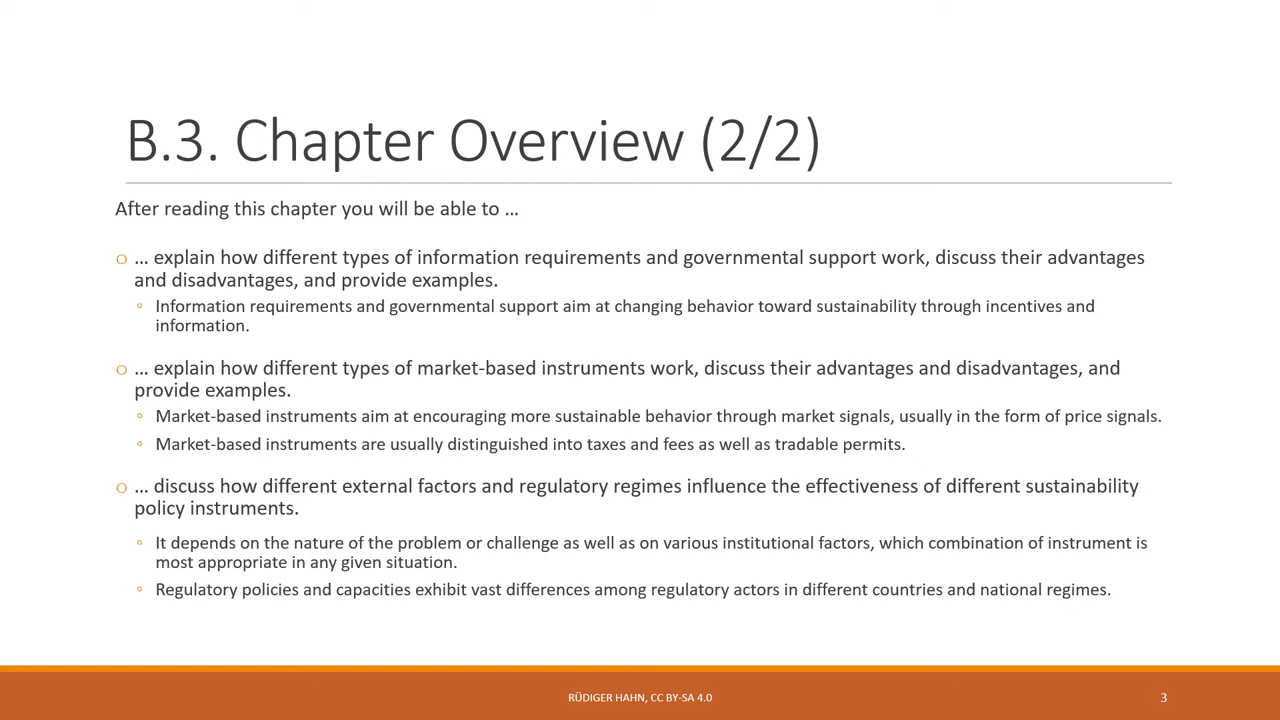 B.3. Chapter Overview (2/2)
After reading this chapter you will be able to …
o … explain how different types of information requirements and governmental support work, discuss their advantages
and disadvantages, and provide examples.
◦ Information requirements and governmental support aim at changing behavior toward sustainability through incentives and
information.
o … explain how different types of market-based instruments work, discuss their advantages and disadvantages, and
provide examples.
◦ Market-based instruments aim at encouraging more sustainable behavior through market signals, usually in the form of price signals.
◦ Market-based instruments are usually distinguished into taxes and fees as well as tradable permits.
o … discuss how different external factors and regulatory regimes influence the effectiveness of different sustainability
policy instruments.
◦ It depends on the nature of the problem or challenge as well as on various institutional factors, which combination of instrument is
most appropriate in any given situation.
◦ Regulatory policies and capacities exhibit vast differences among regulatory actors in different countries and national regimes.
RÜDIGER HAHN, CC BY-SA 4.0
3